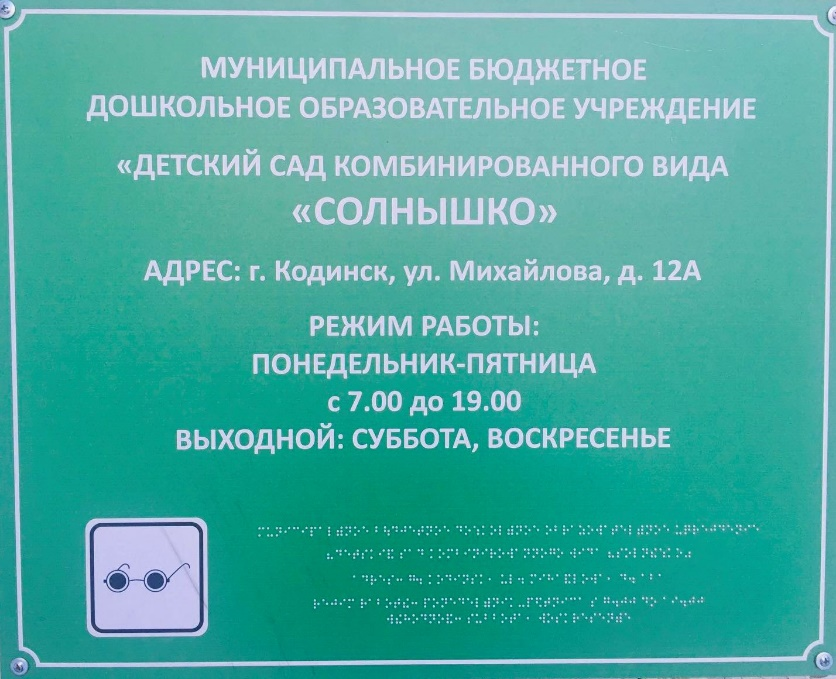 МУНИЦИПАЛЬНОЕ БЮДЖЕТНОЕ
ДОШКОЛЬНОЕ ОБРАЗОВАТЕЛЬНОЕ УЧРЕЖДЕНИЕ
«ДЕТСКИЙ САД КОМБИНИРОВАННОГО ВИДА
«СОЛНЫШКО»
АДРЕС: г. Кодинск, ул. Михайлова, д. 12А
РЕЖИМ РАБОТЫ:
ПОНЕДЕЛЬНИК-ПЯТНИЦА
с 7.00 до 19.00
ВЫХОДНОЙ: СУББОТА, ВОСКРЕСЕНЬЕ